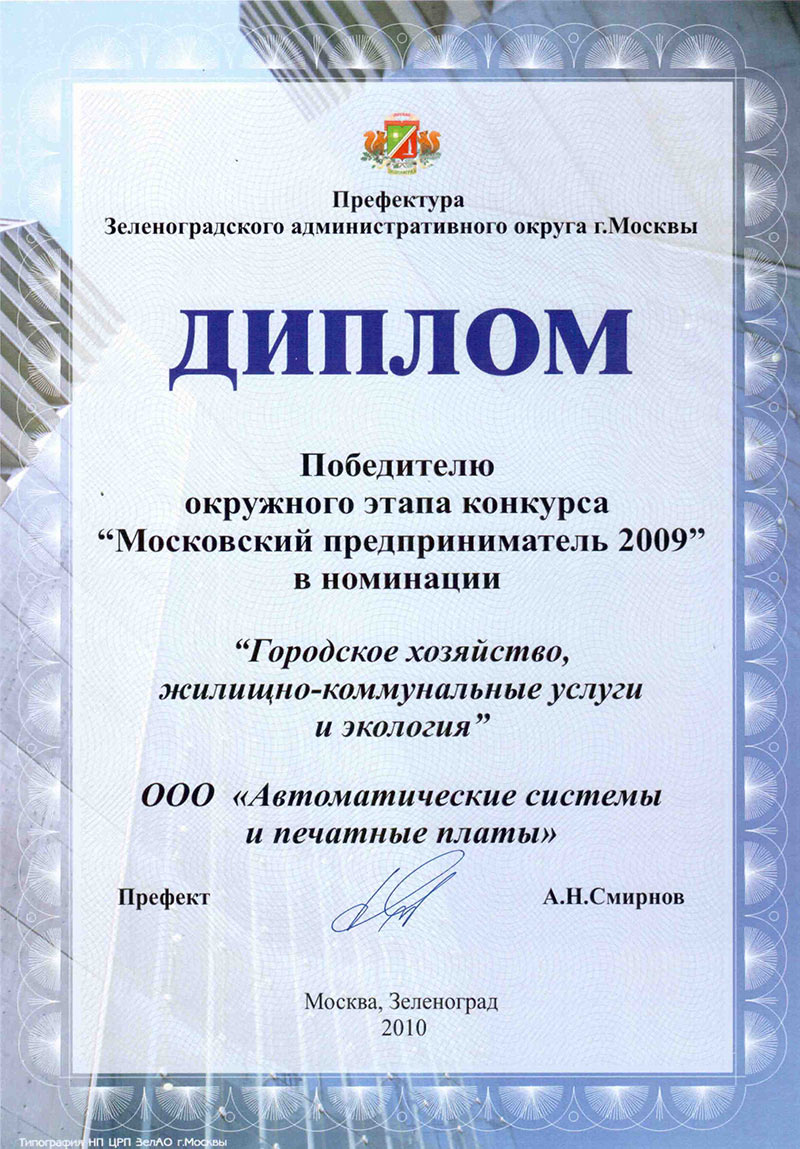 Префектура
Зеленоградского административного округа г.Москвы
ДИПЛОМ
Победителю
окружного этапа конкурса
“Московский предприниматель 2009”
в номинации
“Городское хозяйство,
жилищно-коммунальные услуги
и экология”
ООО «Автоматические системы
и печатные платы»
Префект А.Н.Смирнов
Москва, Зеленоград
2010
Типография НП ЦРП ЗелАО г.Москвы